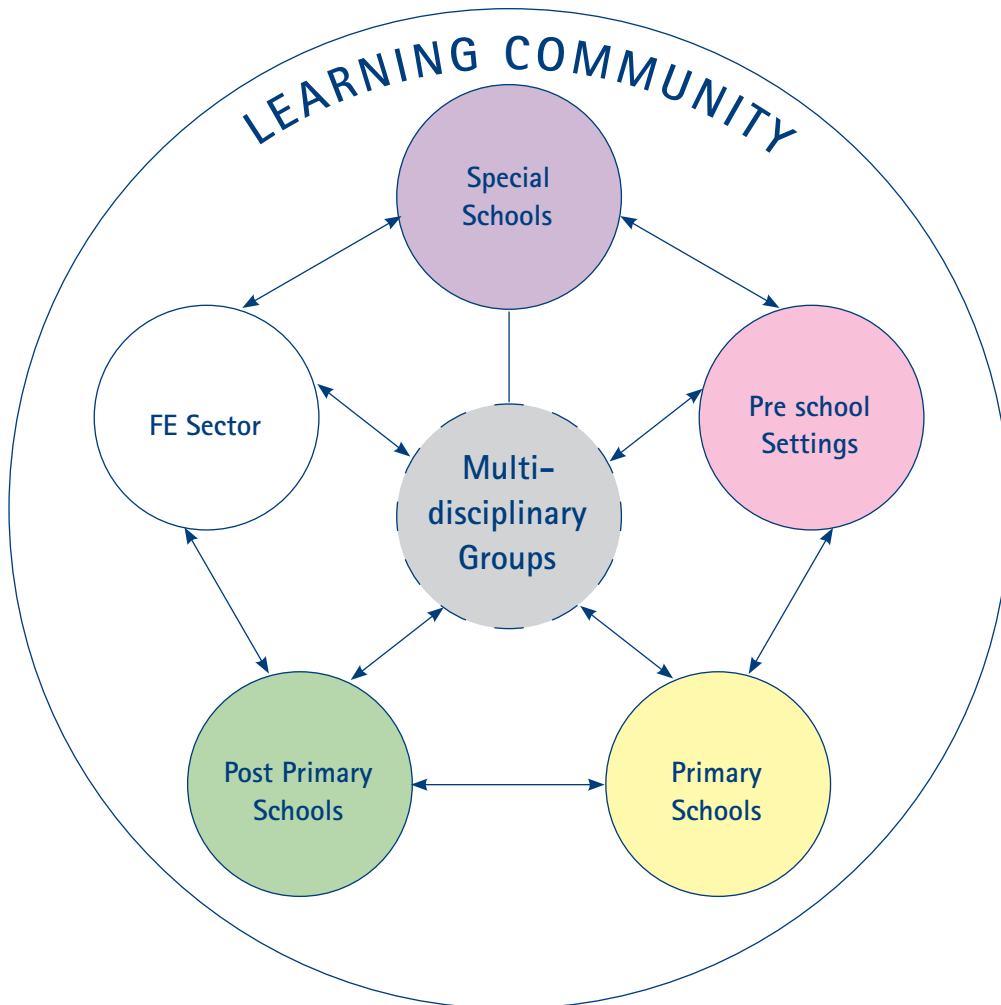 LEARNING COMMUNITY
Special
Schools
FE Sector
Pre school
Settings
Multi-
disciplinary
Groups
Post Primary
Schools
Primary
Schools